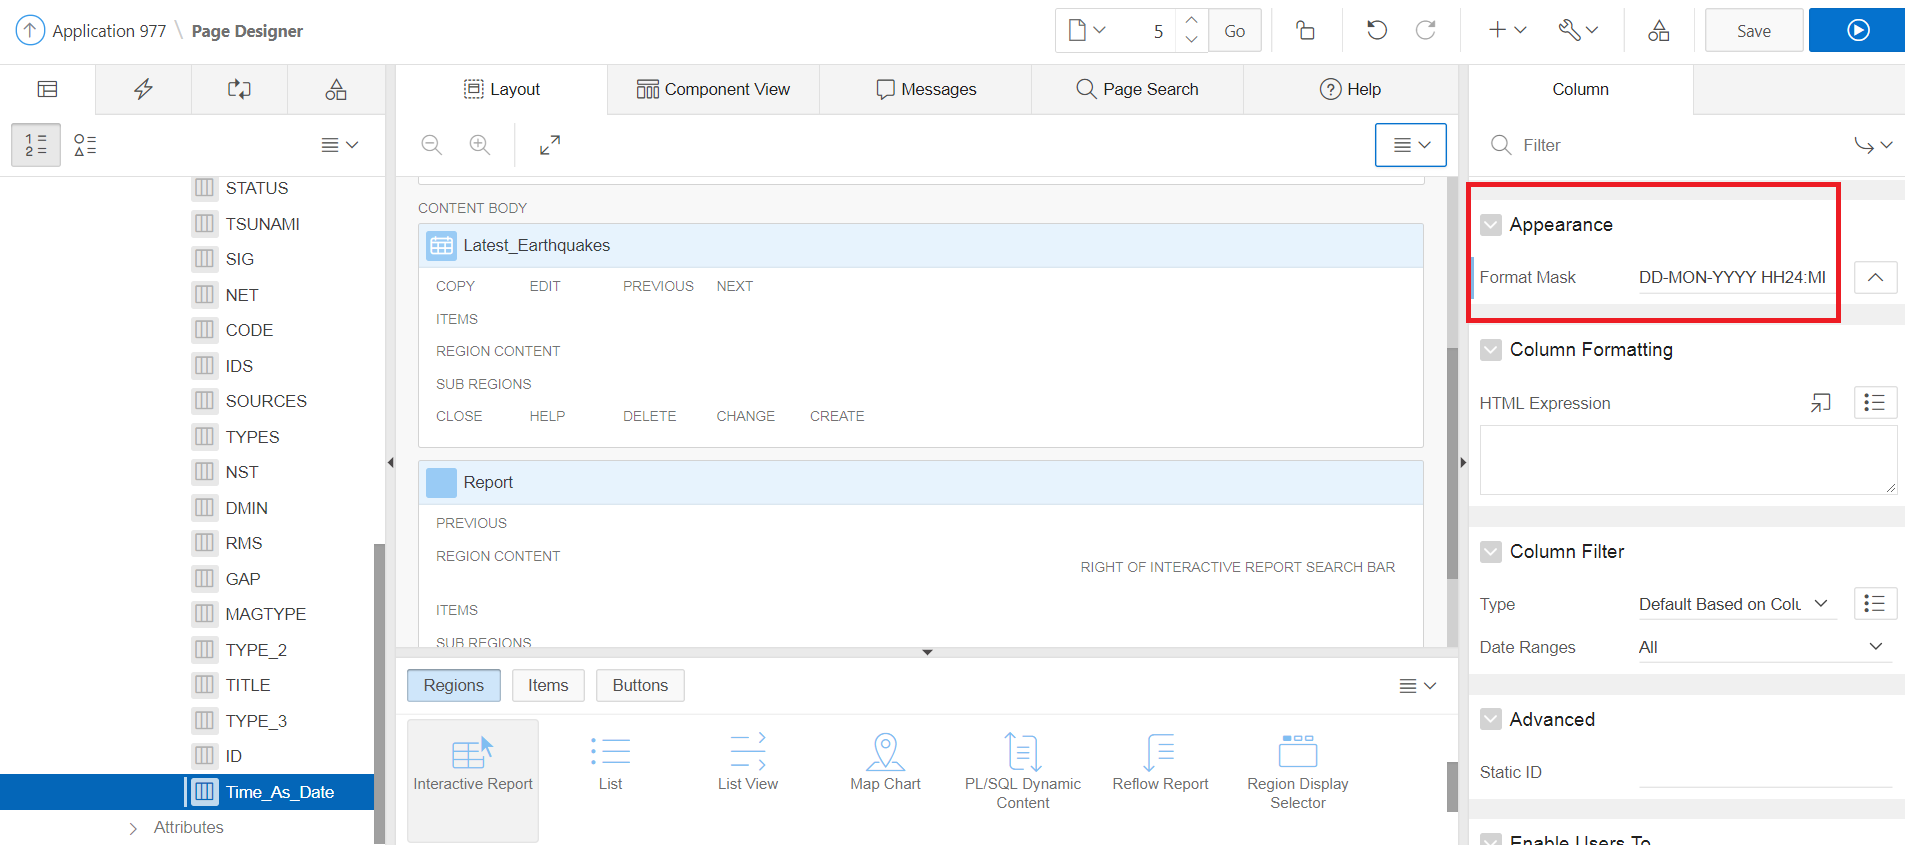 Application 977 \ Page Designer
5
Go
Save
Layout
Component View
Messages
Page Search
Help
Column
1
2
Filter
STATUS
TSUNAMI
SIG
NET
CODE
IDS
SOURCES
TYPES
NST
DMIN
RMS
GAP
MAGTYPE
TYPE_2
TITLE
TYPE_3
ID
Time_As_Date
Attributes
CONTENT BODY
Latest_Earthquakes
COPY EDIT PREVIOUS NEXT
ITEMS
REGION CONTENT
SUB REGIONS
CLOSE HELP DELETE CHANGE CREATE
Report
PREVIOUS
REGION CONTENT
RIGHT OF INTERACTIVE REPORT SEARCH BAR
ITEMS
SUB REGIONS
Regions Items Buttons
Interactive Report
List
List View
Map Chart
PL/SQL Dynamic
Content
Reflow Report
Region Display
Selector
Appearance
Format Mask DD-MON-YYYY HH24:MI
Column Formatting
HTML Expression
Column Filter
Type Default Based on Colu
Date Ranges All
Advanced
Static ID
Enable Users To